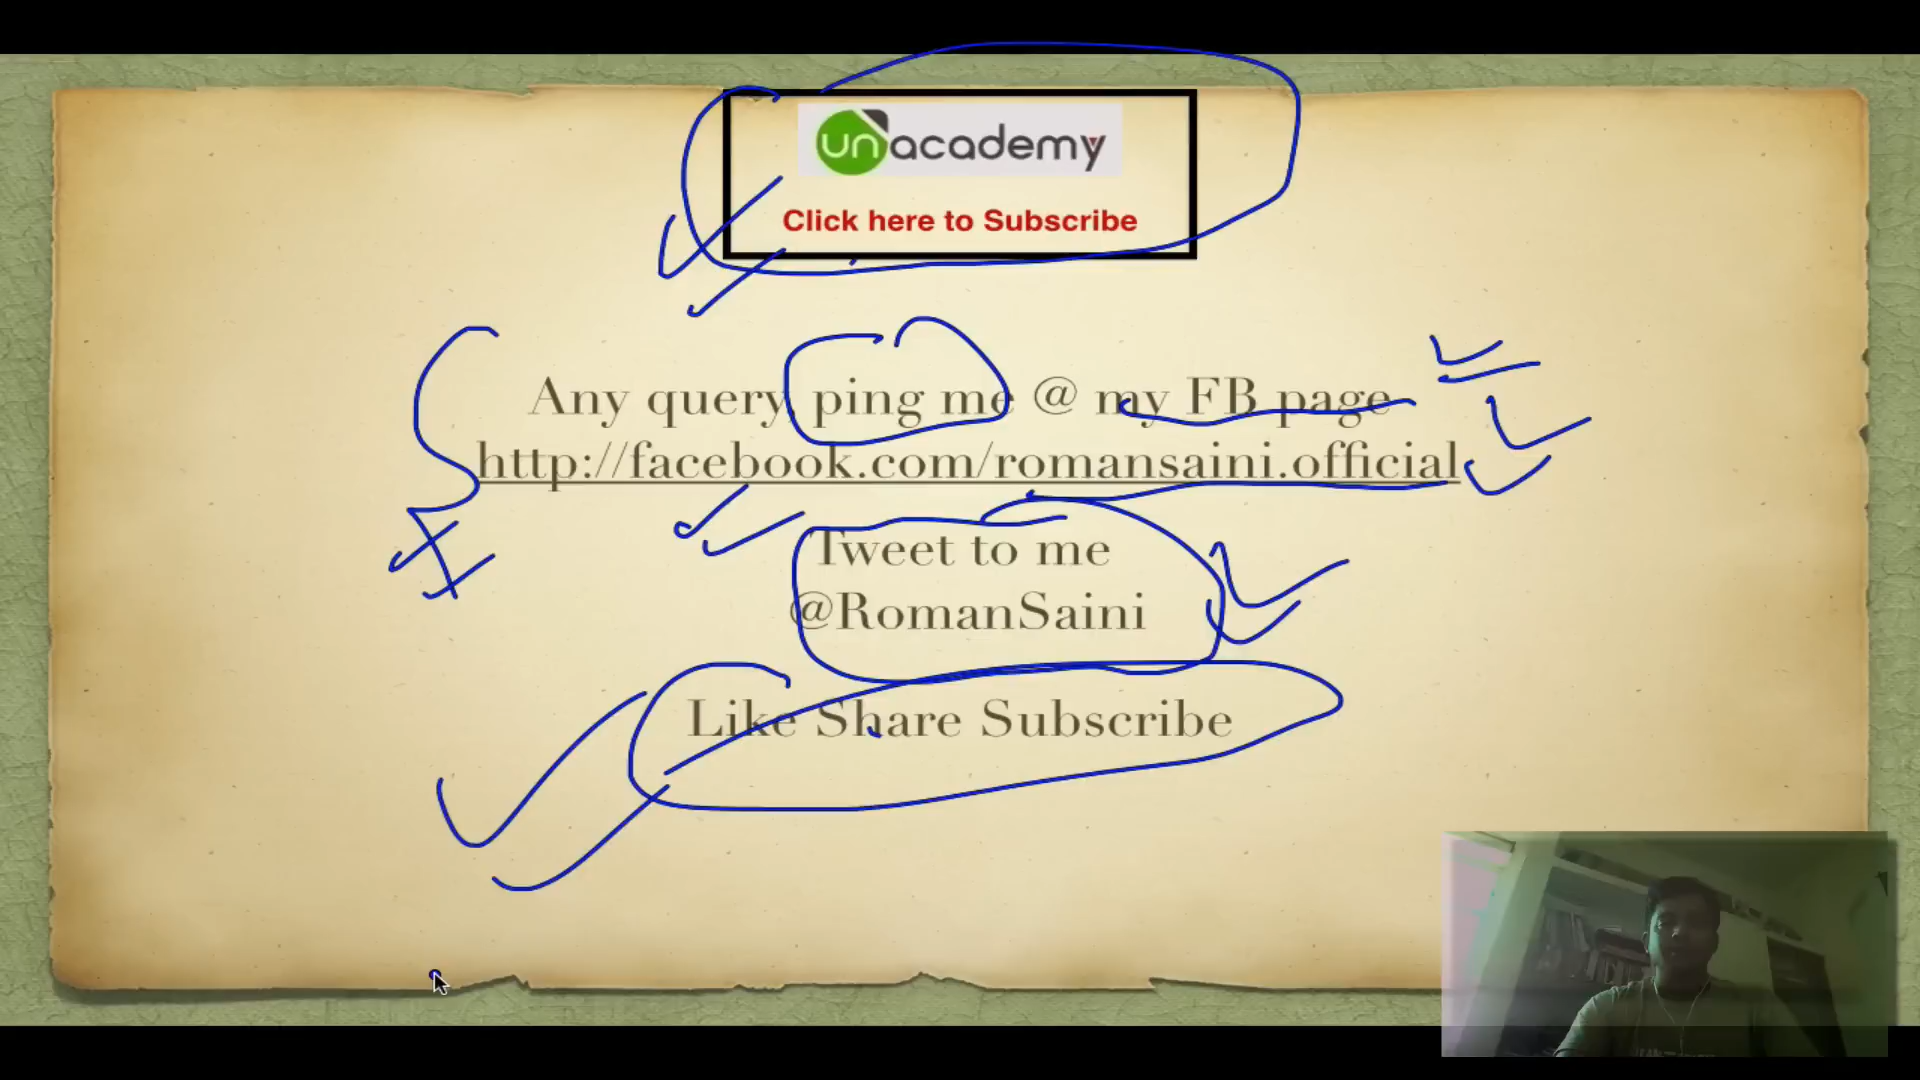 unacademy
Click here to Subscribe
Any query, ping me @ my FB page
http://facebook.com/romansaini.official
Tweet to me
@RomanSaini
Like Share Subscribe